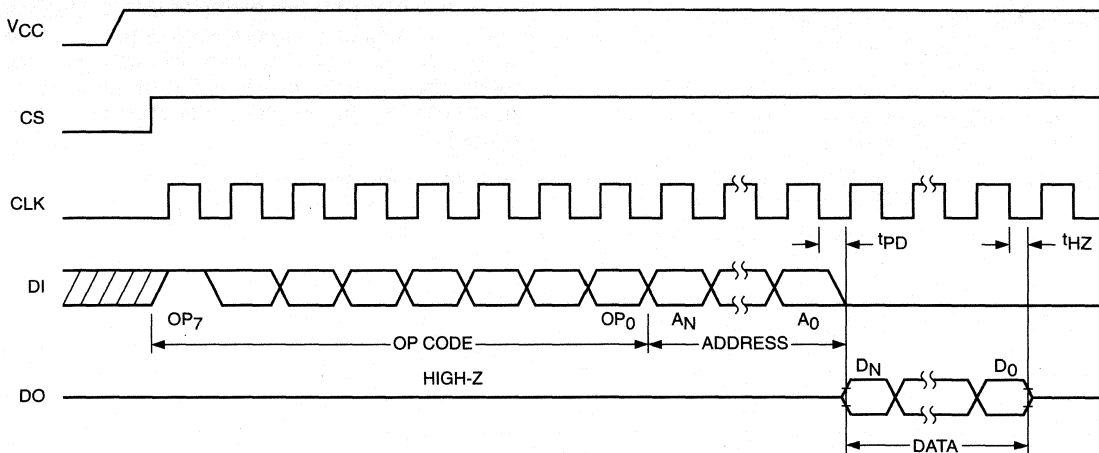 VCC
CS
CLK
tPD
tHZ
DI
OP7
OP0
AN
A0
OP CODE
ADDRESS
HIGH-Z
DN
D0
DO
DATA